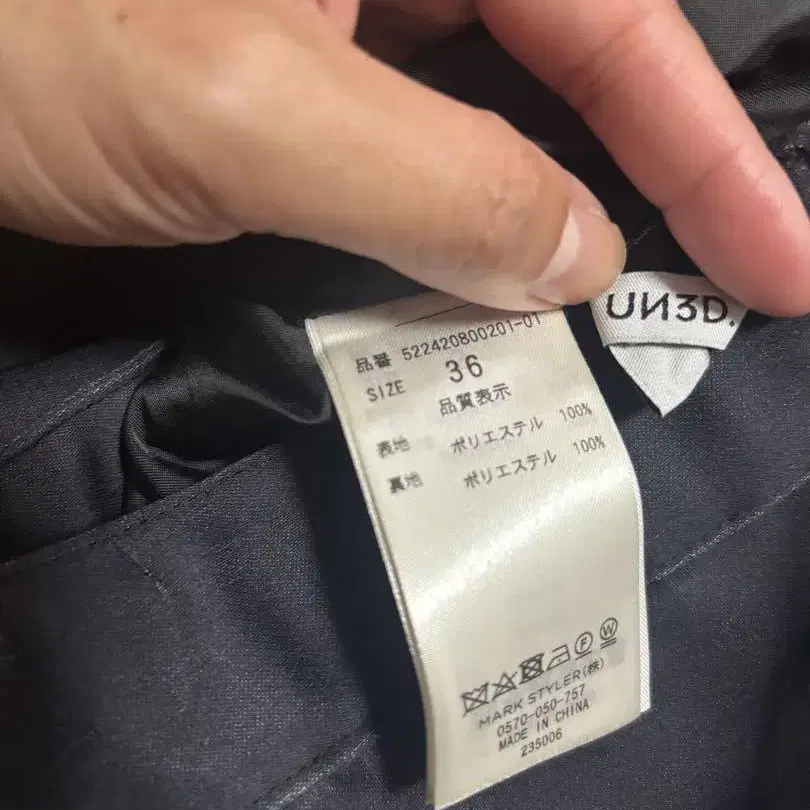 UN3D.
品番 522420800201-01
SIZE 36
品質表示
表地 ポリエステル 100%
裏地 ポリエステル 100%
MARK STYLER(株)
0570-050-757
MADE IN CHINA
235006